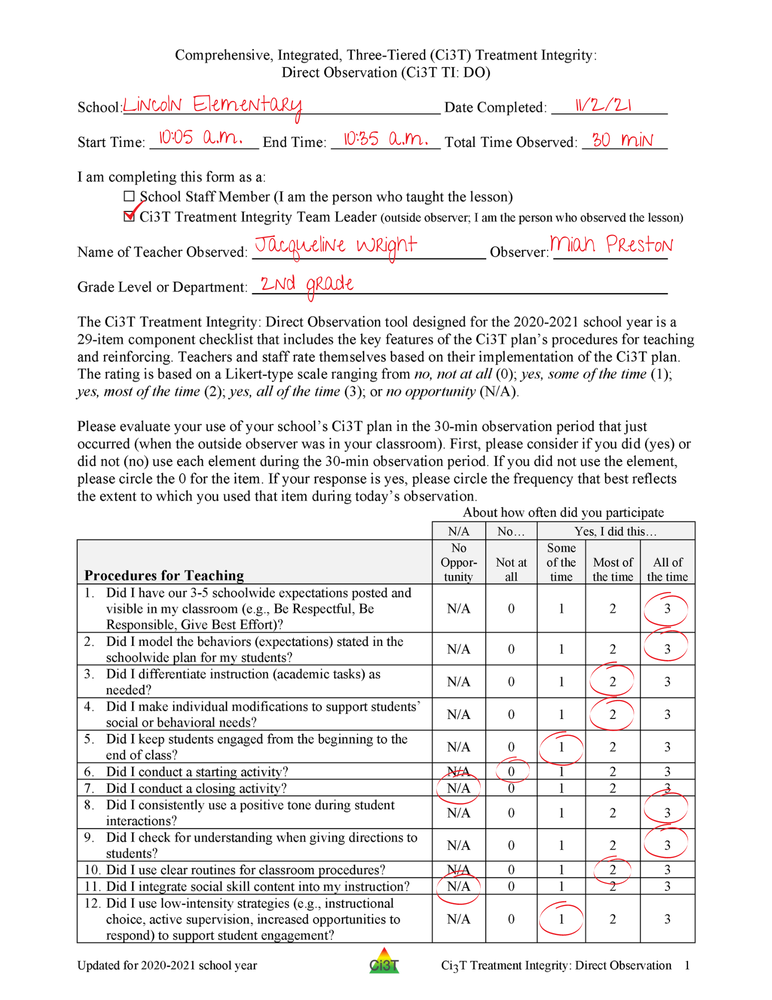 Comprehensive, Integrated, Three-Tiered (Ci3T) Treatment Integrity:
Direct Observation (Ci3T TI: DO)
School: Lincoln Elementary Date Completed: 11/2/21
Start Time: 10:05 a.m. End Time: 10:35 a.m. Total Time Observed: 30 min
I am completing this form as a:
☐ School Staff Member (I am the person who taught the lesson)
☑ Ci3T Treatment Integrity Team Leader (outside observer; I am the person who observed the lesson)
Name of Teacher Observed: Jacqueline Wright Observer: Miah Preston
Grade Level or Department: 2nd grade
The Ci3T Treatment Integrity: Direct Observation tool designed for the 2020-2021 school year is a
29-item component checklist that includes the key features of the Ci3T plan’s procedures for teaching
and reinforcing. Teachers and staff rate themselves based on their implementation of the Ci3T plan.
The rating is based on a Likert-type scale ranging from no, not at all (0); yes, some of the time (1);
yes, most of the time (2); yes, all of the time (3); or no opportunity (N/A).
Please evaluate your use of your school’s Ci3T plan in the 30-min observation period that just
occurred (when the outside observer was in your classroom). First, please consider if you did (yes) or
did not (no) use each element during the 30-min observation period. If you did not use the element,
please circle the 0 for the item. If your response is yes, please circle the frequency that best reflects
the extent to which you used that item during today’s observation.
About how often did you participate
N/A No… Yes, I did this…
No Some
Oppor- Not at of the Most of All of
Procedures for Teaching tunity all time the time the time
1. Did I have our 3-5 schoolwide expectations posted and
visible in my classroom (e.g., Be Respectful, Be N/A 0 1 2 3
Responsible, Give Best Effort)?
2. Did I model the behaviors (expectations) stated in the
schoolwide plan for my students? N/A 0 1 2 3
3. Did I differentiate instruction (academic tasks) as
needed? N/A 0 1 2 3
4. Did I make individual modifications to support students’
social or behavioral needs? N/A 0 1 2 3
5. Did I keep students engaged from the beginning to the
end of class? N/A 0 1 2 3
6. Did I conduct a starting activity? N/A 0 1 2 3
7. Did I conduct a closing activity? N/A 0 1 2 3
8. Did I consistently use a positive tone during student
interactions? N/A 0 1 2 3
9. Did I check for understanding when giving directions to
students? N/A 0 1 2 3
10. Did I use clear routines for classroom procedures? N/A 0 1 2 3
11. Did I integrate social skill content into my instruction? N/A 0 1 2 3
12. Did I use low-intensity strategies (e.g., instructional
choice, active supervision, increased opportunities to N/A 0 1 2 3
respond) to support student engagement?
Updated for 2020-2021 school year Ci3T Ci3T Treatment Integrity: Direct Observation 1